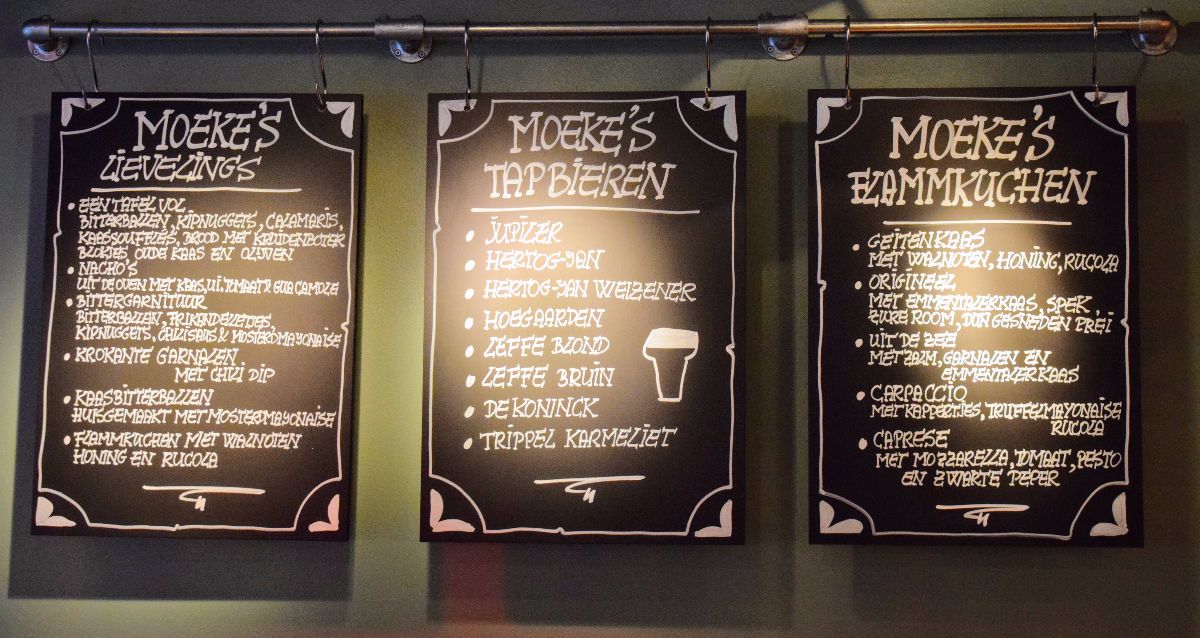 MOEKE'S
LIEVELINGS
• EEN TAFEL VOL
BITTERBALLEN, KIPNUGGETS, CALAMARIS,
KAASSOUFFLÉS, BROOD MET KRUIDENBOTER
BLOKJES OUDE KAAS EN OLIJVEN
• NACHO'S
UIT DE OVEN MET KAAS, UI, TOMAAT & GUACAMOLE
• BITTERGARNITUUR
BITTERBALLEN, FRIKANDELLETJES,
KIPNUGGETS, CHILISAUS & MOSTERDMAYONAISE
• KROKANTE GARNALEN
MET CHILI DIP
• KAASBITTERBALLEN
HUISGEMAAKT MET MOSTERDMAYONAISE
• FLAMMKUCHEN MET WALNOTEN
HONING EN RUCOLA
MOEKE'S
TAPBIEREN
• JUPILER
• HERTOG-JAN
• HERTOG-JAN WEIZENER
• HOEGAARDEN
• LEFFE BLOND
• LEFFE BRUIN
• DE KONINCK
• TRIPPEL KARMELIET
MOEKE'S
FLAMMKUCHEN
• GEITENKAAS
MET WALNOTEN, HONING, RUCOLA
• ORIGINEEL
MET EMMENTALERKAAS, SPEK,
ZURE ROOM, DUN GESNEDEN PREI
• UIT DE ZEE
MET ZALM, GARNALEN EN
EMMENTALERKAAS
• CARPACCIO
MET KAPPERTJES, TRUFFELMAYONAISE
RUCOLA
• CAPRESE
MET MOZZARELLA, TOMAAT, PESTO
EN ZWARTE PEPER